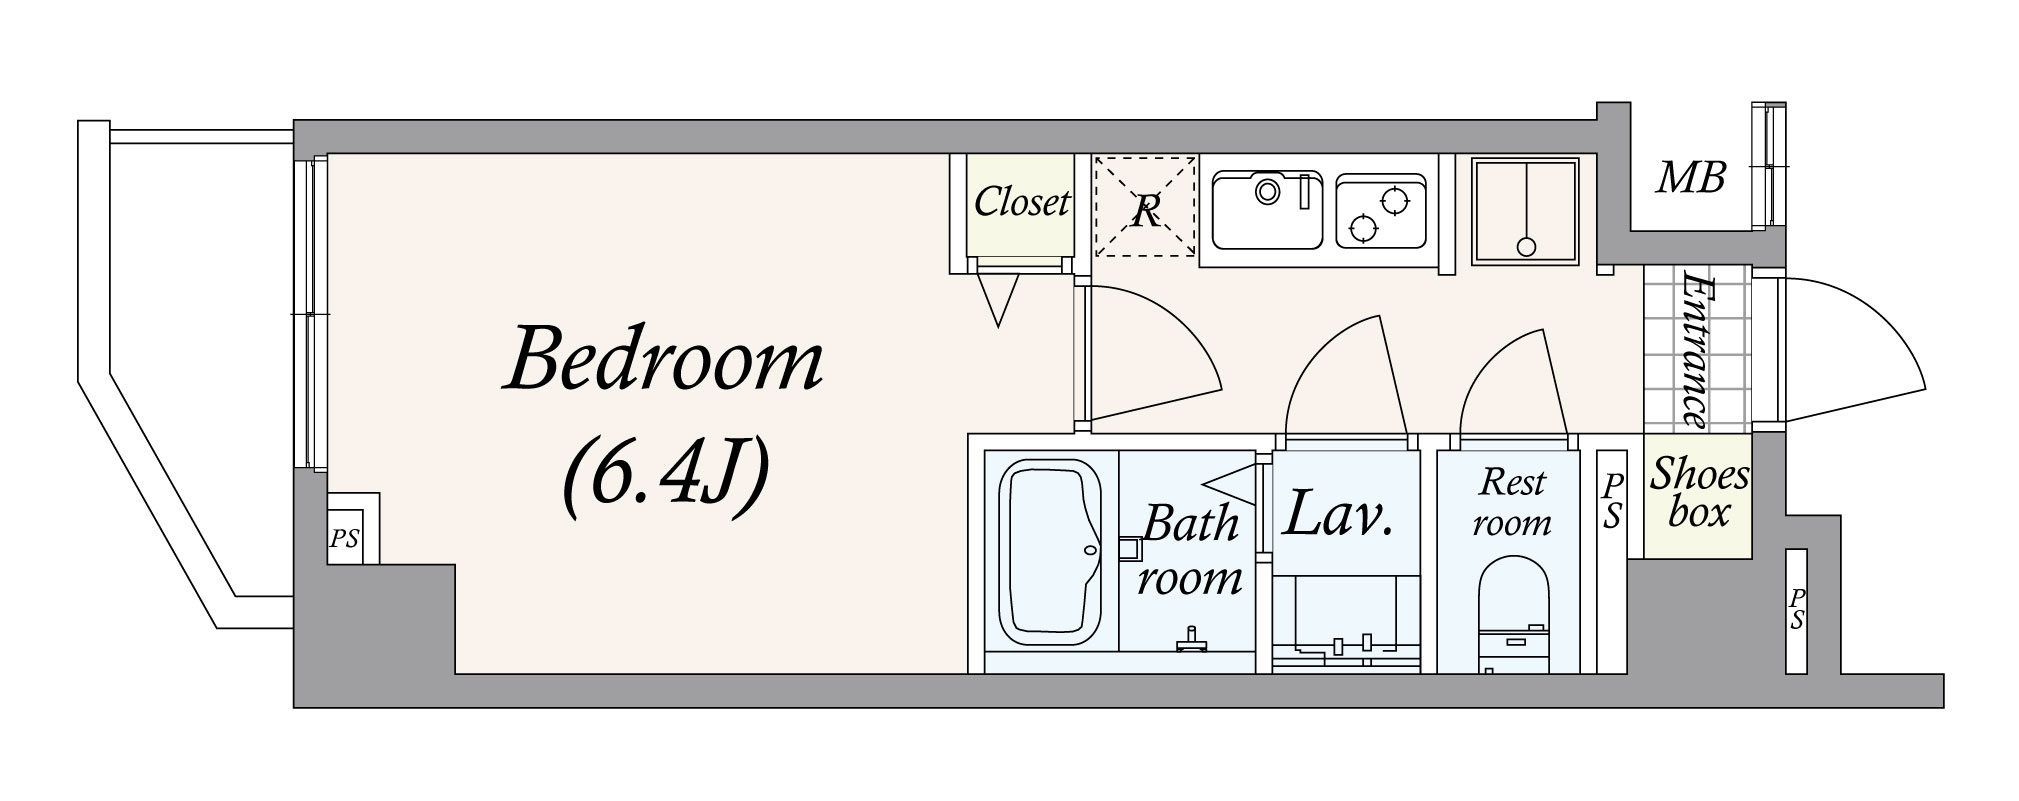 MB
Closet
R
Entrance
Bedroom
(6.4J)
PS
Bath
room
Lav.
Rest
room
PS
Shoes
box
PS